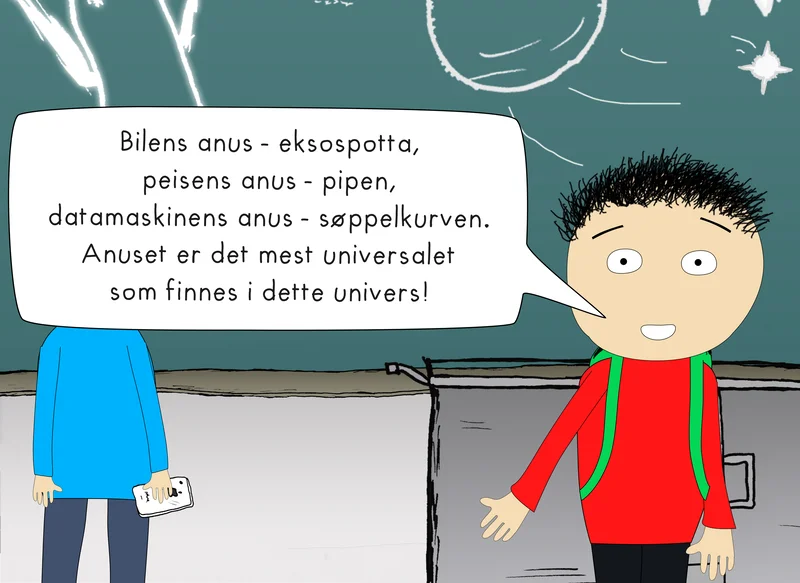 Bilens anus - eksospotta,
peisens anus - pipen,
datamaskinens anus - søppelkurven.
Anuset er det mest universalet
som finnes i dette univers!